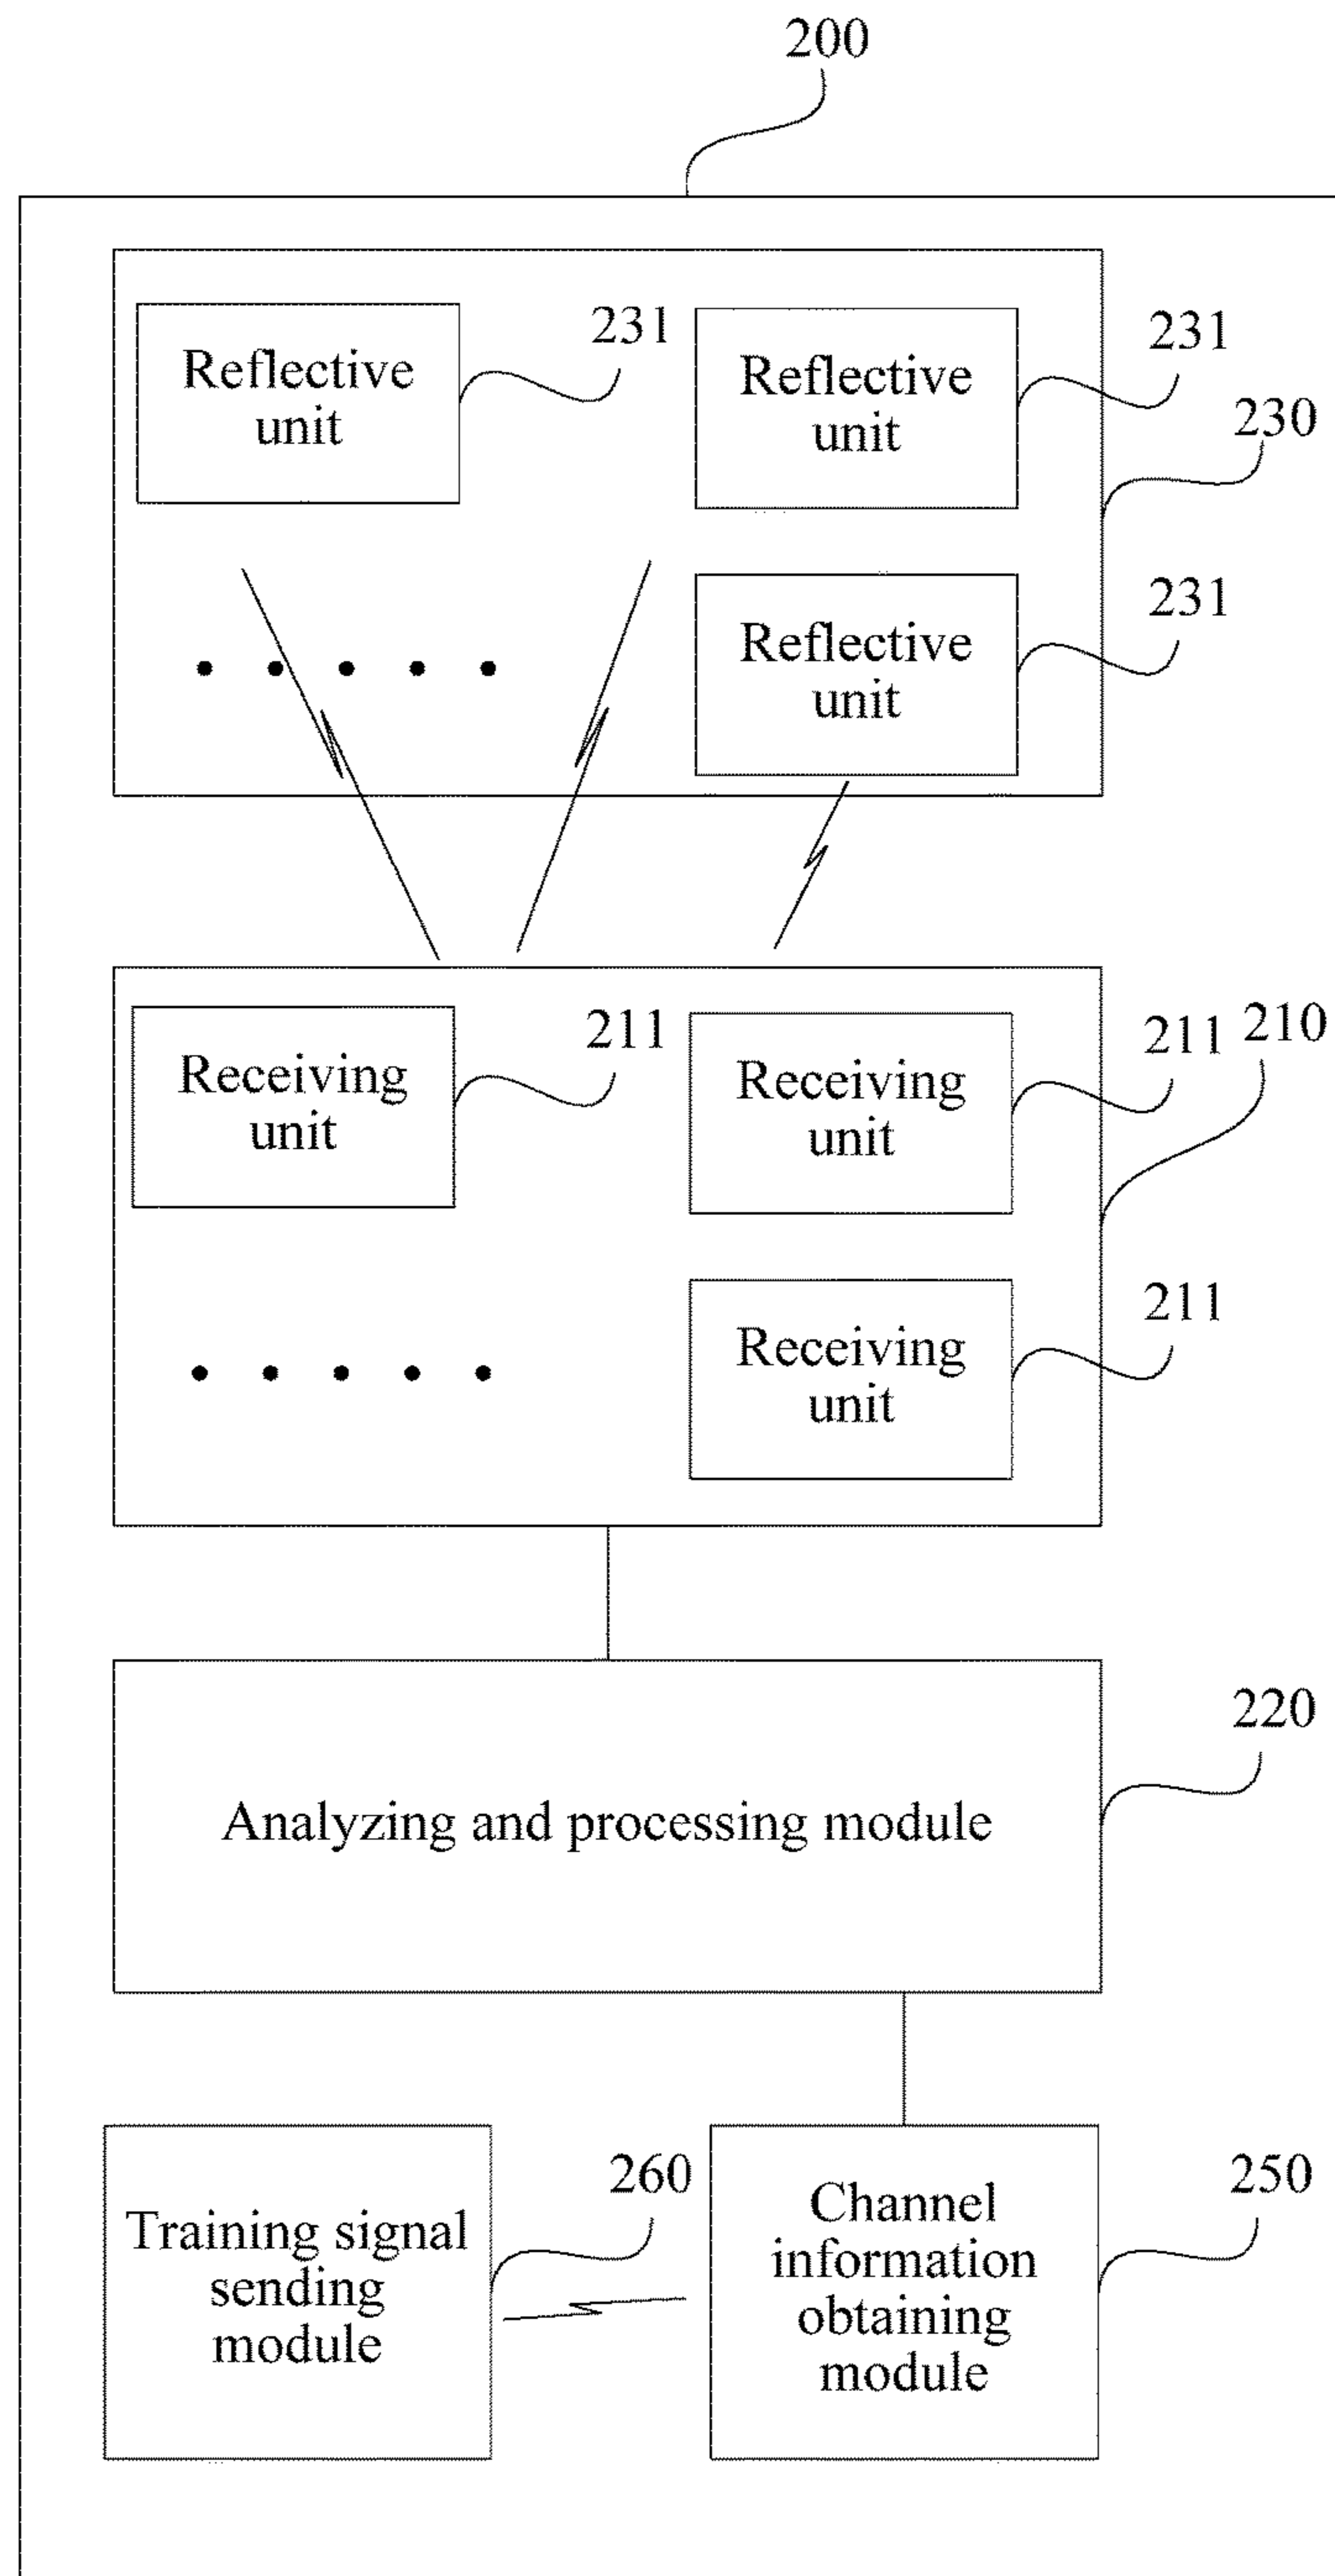 200
Reflective
unit
231
Reflective
unit
231
230
Reflective
unit
231
Receiving
unit
211
Receiving
unit
211
210
Receiving
unit
211
Analyzing and processing module
220
Training signal
sending
module
260
Channel
information
obtaining
module
250